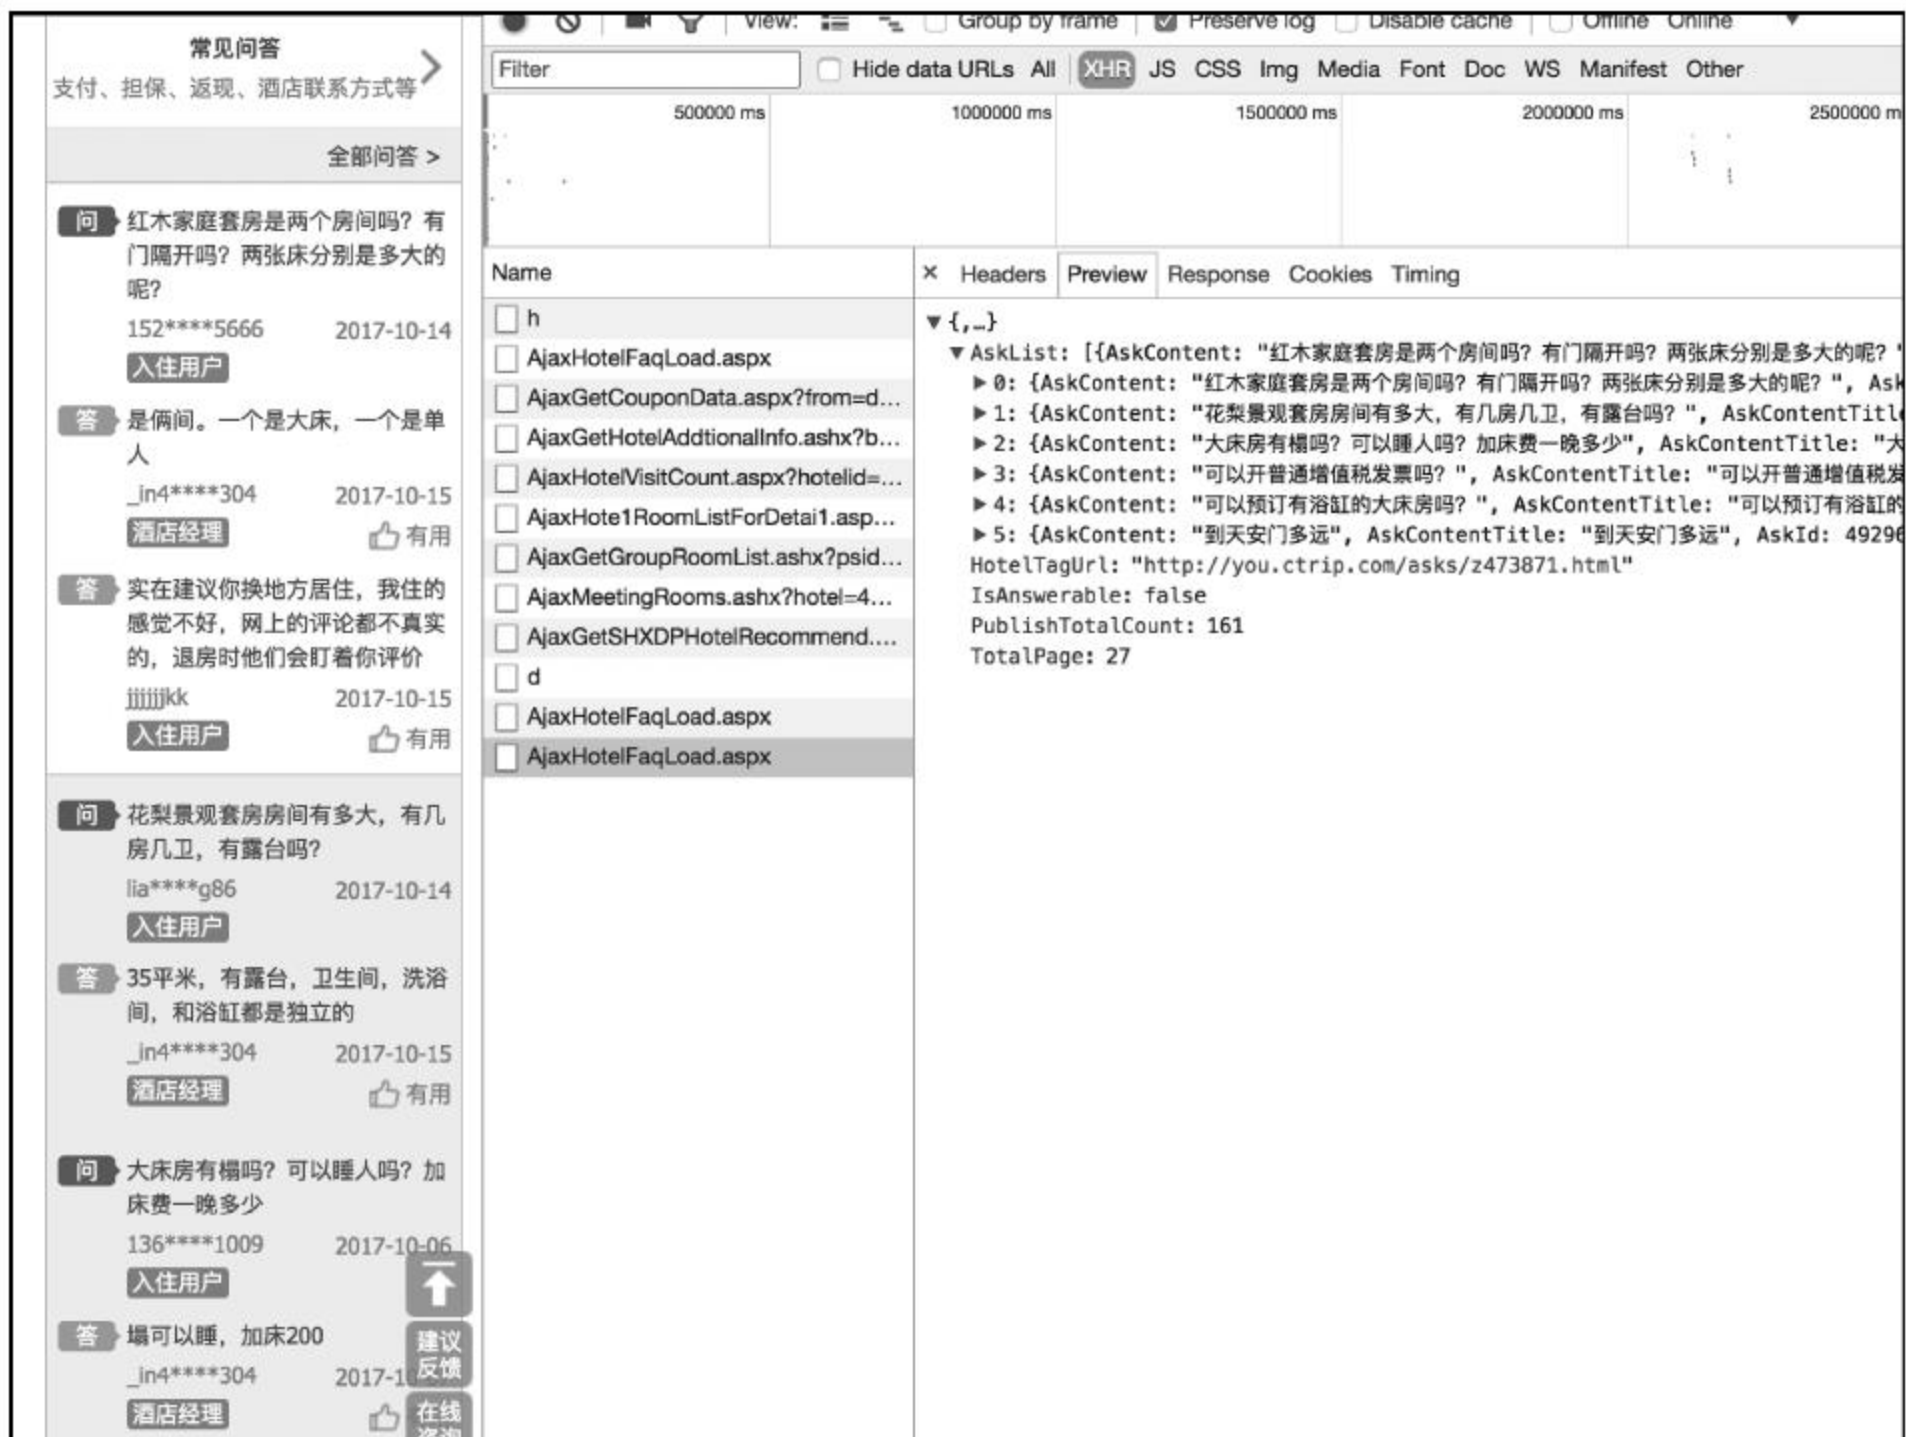 常见问答
支付、担保、返现、酒店联系方式等
全部问答 >
问 红木家庭套房是两个房间吗？有
门隔开吗？两张床分别是多大的
呢？
152****5666 2017-10-14
入住用户
答 是俩间。一个是大床，一个是单
人
_in4****304 2017-10-15
酒店经理 有用
答 实在建议你换地方居住，我住的
感觉不好，网上的评论都不真实
的，退房时他们会盯着你评价
jjjjjjkk 2017-10-15
入住用户 有用
问 花梨景观套房房间有多大，有几
房几卫，有露台吗？
lia****g86 2017-10-14
入住用户
答 35平米，有露台，卫生间，洗浴
间，和浴缸都是独立的
_in4****304 2017-10-15
酒店经理 有用
问 大床房有榻吗？可以睡人吗？加
床费一晚多少
136****1009 2017-10-06
入住用户
答 塌可以睡，加床200
_in4****304 2017-1
酒店经理
建议
反馈
在线
View: Group by frame Preserve log Disable cache Offline Online
Filter Hide data URLs All XHR JS CSS Img Media Font Doc WS Manifest Other
500000 ms 1000000 ms 1500000 ms 2000000 ms 2500000 m
Name
h
AjaxHotelFaqLoad.aspx
AjaxGetCouponData.aspx?from=d...
AjaxGetHotelAddtionalInfo.ashx?b...
AjaxHotelVisitCount.aspx?hotelid=...
AjaxHote1RoomListForDetai1.asp...
AjaxGetGroupRoomList.ashx?psid...
AjaxMeetingRooms.ashx?hotel=4...
AjaxGetSHXDPHotelRecommend....
d
AjaxHotelFaqLoad.aspx
AjaxHotelFaqLoad.aspx
× Headers Preview Response Cookies Timing
▼{,…}
▼AskList: [{AskContent: "红木家庭套房是两个房间吗？有门隔开吗？两张床分别是多大的呢？"
▶0: {AskContent: "红木家庭套房是两个房间吗？有门隔开吗？两张床分别是多大的呢？", Ask
▶1: {AskContent: "花梨景观套房房间有多大，有几房几卫，有露台吗？", AskContentTitle
▶2: {AskContent: "大床房有榻吗？可以睡人吗？加床费一晚多少", AskContentTitle: "大
▶3: {AskContent: "可以开普通增值税发票吗？", AskContentTitle: "可以开普通增值税发
▶4: {AskContent: "可以预订有浴缸的大床房吗？", AskContentTitle: "可以预订有浴缸的
▶5: {AskContent: "到天安门多远", AskContentTitle: "到天安门多远", AskId: 49296
HotelTagUrl: "http://you.ctrip.com/asks/z473871.html"
IsAnswerable: false
PublishTotalCount: 161
TotalPage: 27